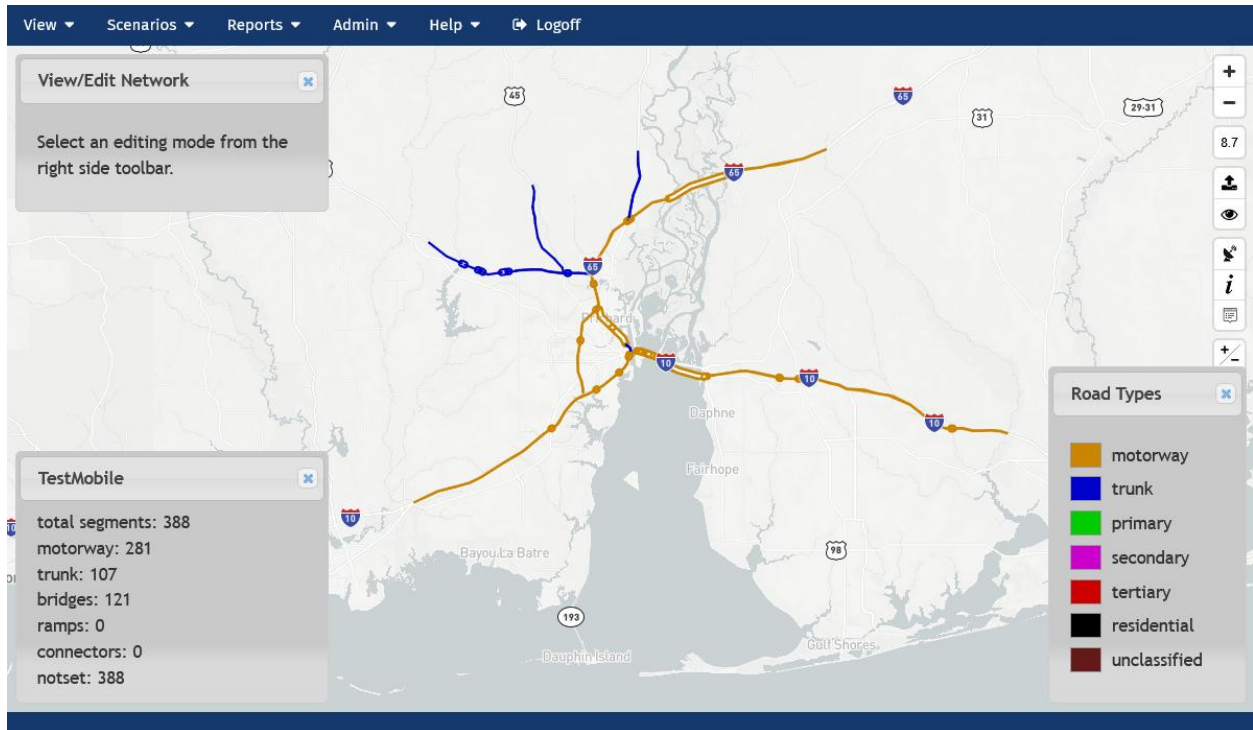 View Scenarios Reports Admin Help Logoff
View/Edit Network
Select an editing mode from the
right side toolbar.
45
65
31
29-31
65
65
Prichard
10
10
10
Daphne
Fairhope
10
Bayou La Batre
98
193
Dauphin Island
Gulf Shores
+
−
8.7
i
+/−
TestMobile
total segments: 388
motorway: 281
trunk: 107
bridges: 121
ramps: 0
connectors: 0
notset: 388
Road Types
motorway
trunk
primary
secondary
tertiary
residential
unclassified